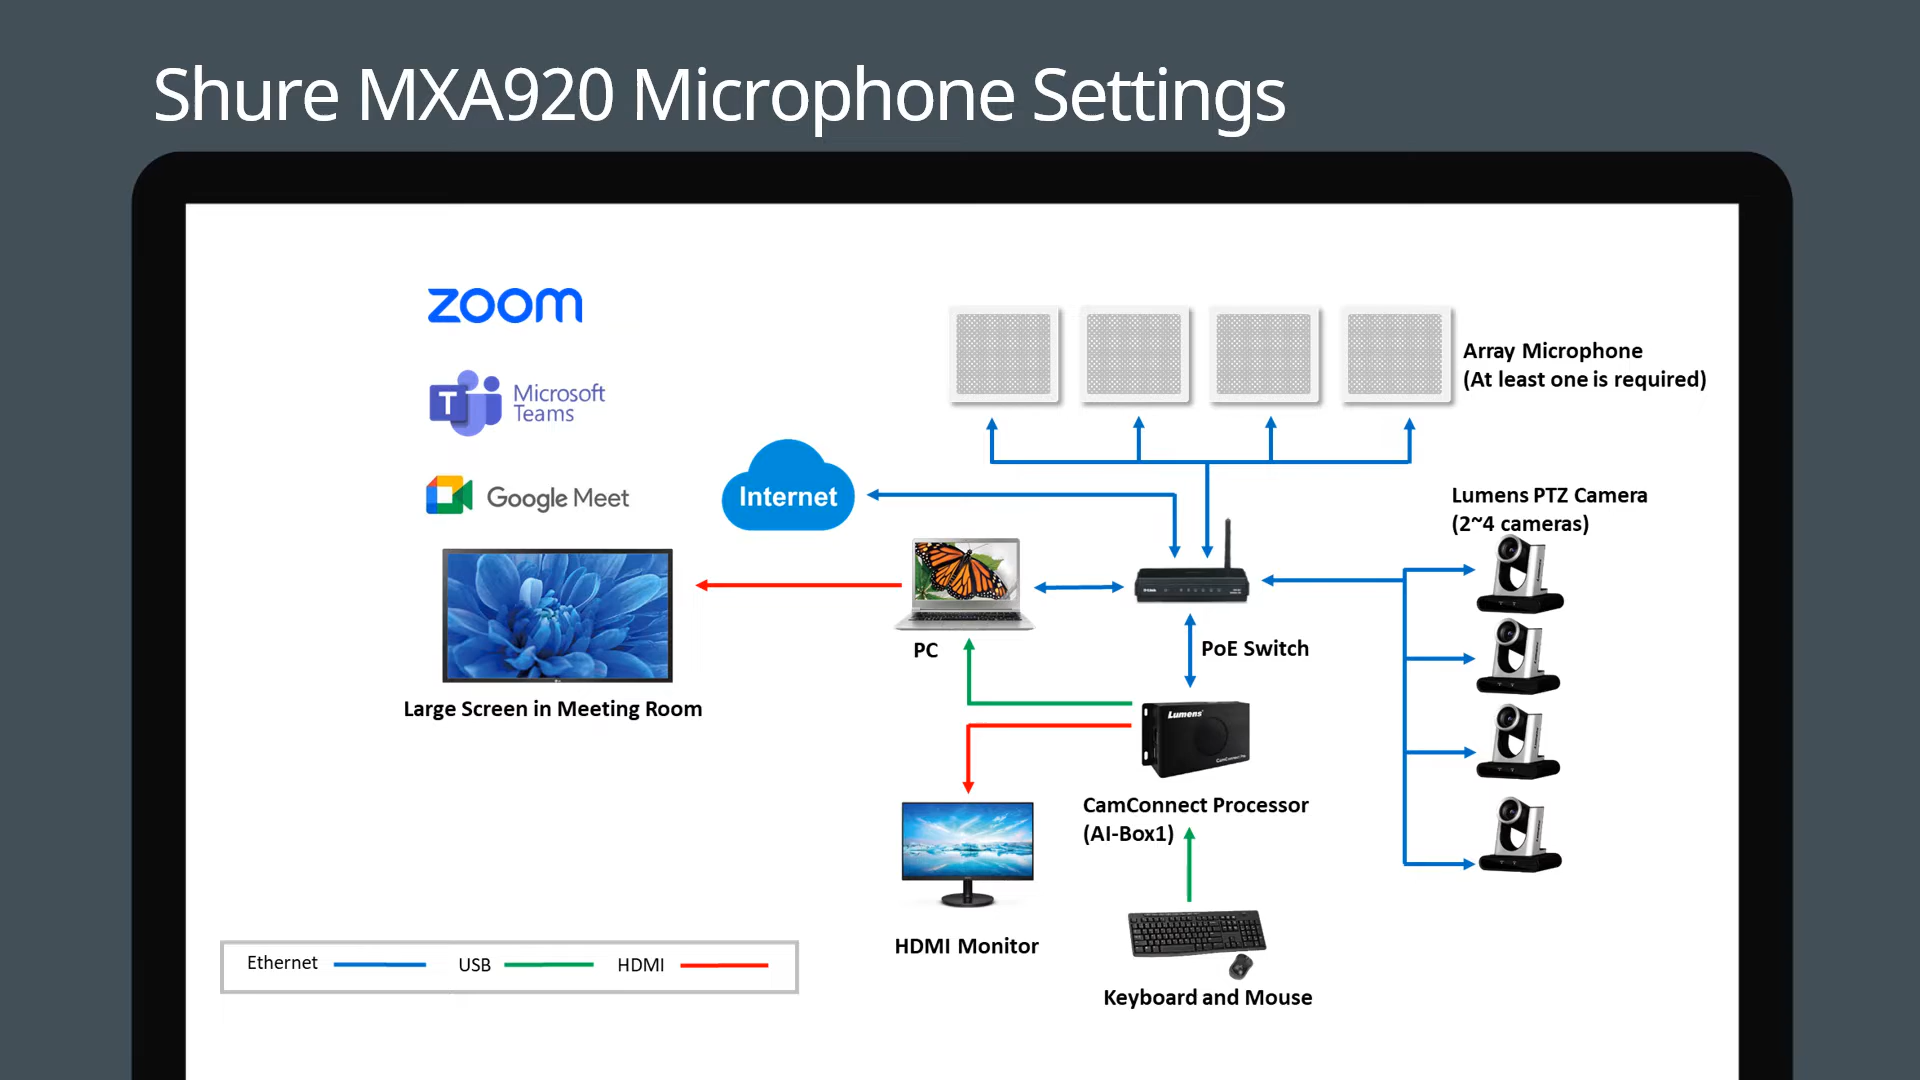 Shure MXA920 Microphone Settings
zoom
Microsoft
Teams
T
Google Meet
Internet
Array Microphone
(At least one is required)
Lumens PTZ Camera
(2~4 cameras)
PC
PoE Switch
Large Screen in Meeting Room
Lumens
CamConnect Processor
(AI-Box1)
HDMI Monitor
Keyboard and Mouse
Ethernet
USB
HDMI